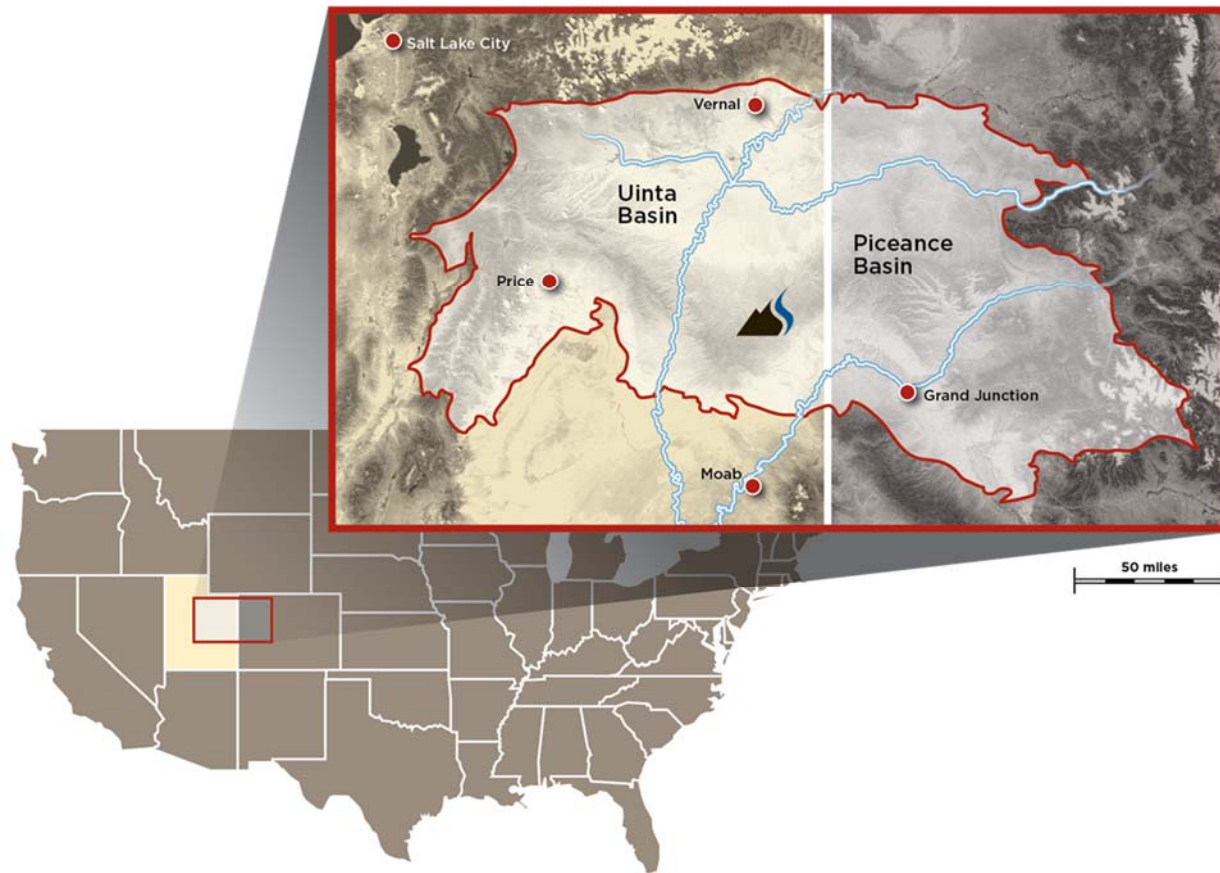 Salt Lake City
Vernal
Uinta
Basin
Piceance
Basin
Price
Grand Junction
Moab
50 miles